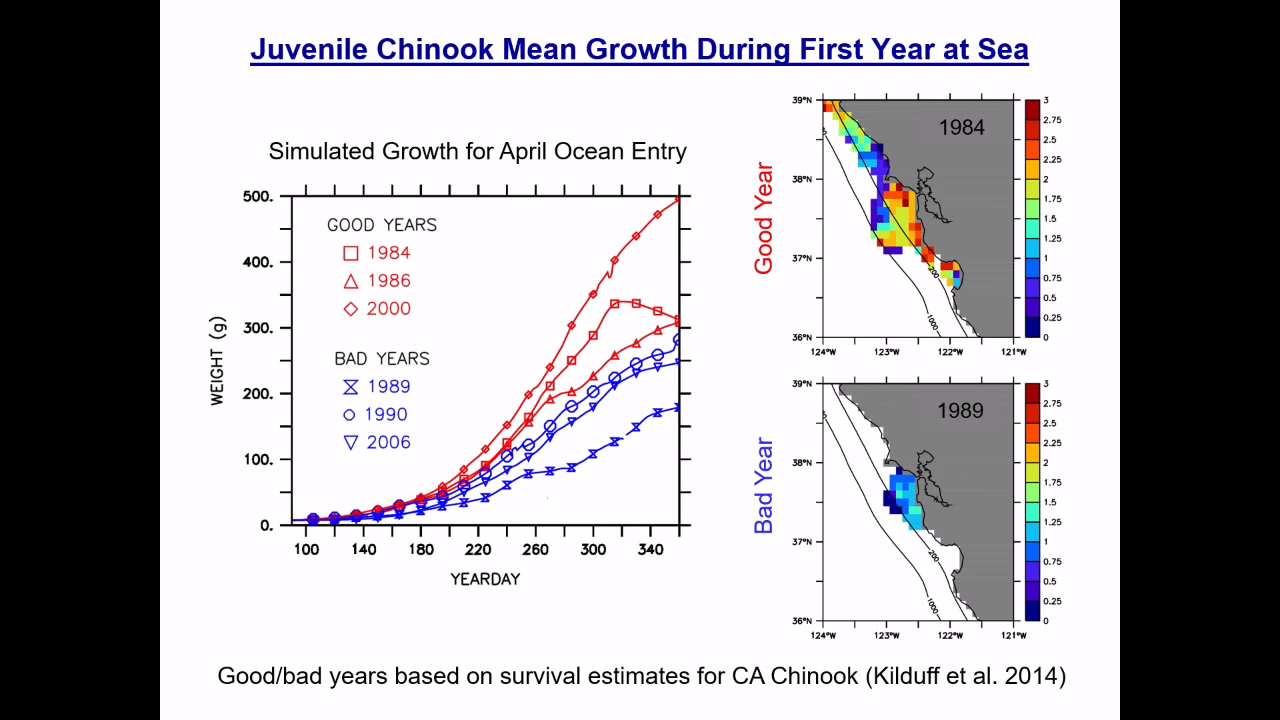 Juvenile Chinook Mean Growth During First Year at Sea
Simulated Growth for April Ocean Entry
500.
400.
300.
200.
100.
0.
WEIGHT (g)
GOOD YEARS
1984
1986
2000
BAD YEARS
1989
1990
2006
100 140 180 220 260 300 340
YEARDAY
Good Year
39°N
38°N
37°N
36°N
1984
200
1000
124°W 123°W 122°W 121°W
3
2.75
2.5
2.25
2
1.75
1.5
1.25
1
0.75
0.5
0.25
0
Bad Year
39°N
38°N
37°N
36°N
1989
200
1000
124°W 123°W 122°W 121°W
3
2.75
2.5
2.25
2
1.75
1.5
1.25
1
0.75
0.5
0.25
0
Good/bad years based on survival estimates for CA Chinook (Kilduff et al. 2014)